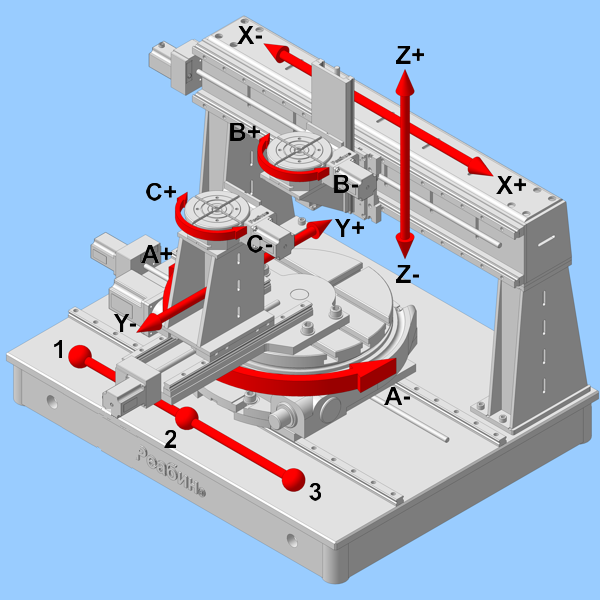 X-
Z+
B+
X+
B-
C+
Y+
C-
A+
Z-
Y-
1
A-
2
3